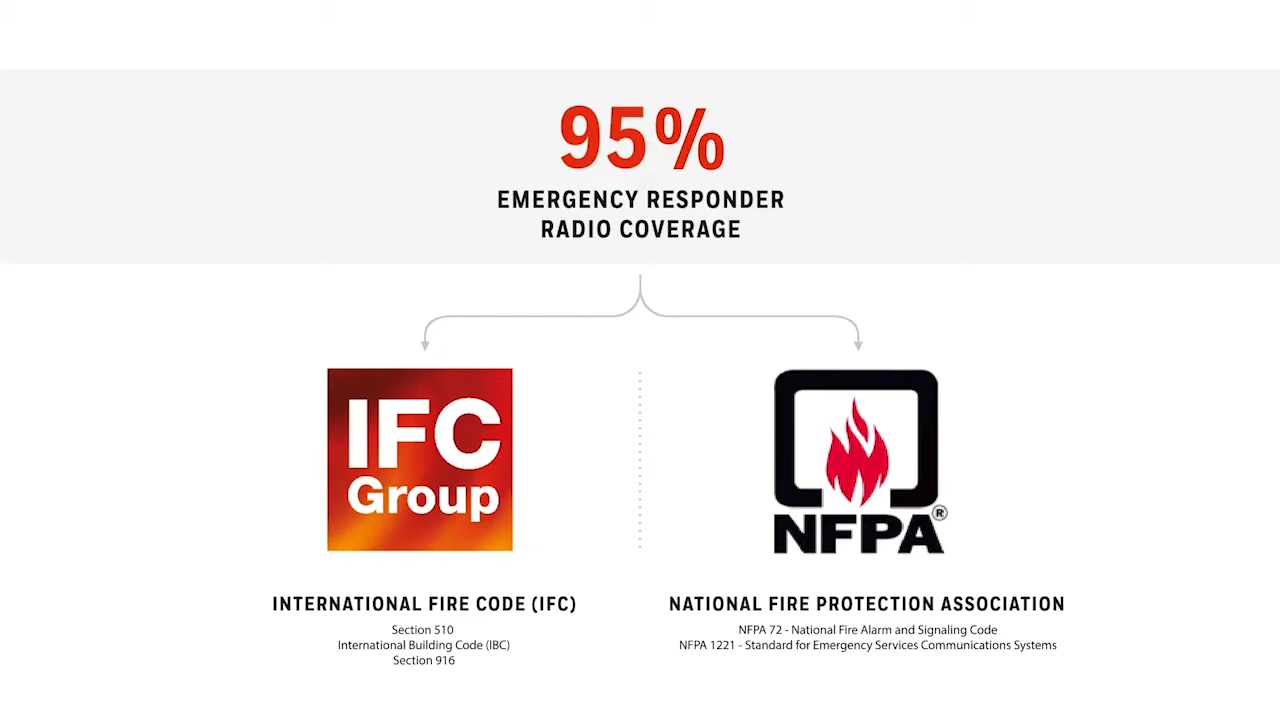 95%
EMERGENCY RESPONDER
RADIO COVERAGE
IFC
Group
NFPA®
INTERNATIONAL FIRE CODE (IFC)
Section 510
International Building Code (IBC)
Section 916
NATIONAL FIRE PROTECTION ASSOCIATION
NFPA 72 - National Fire Alarm and Signaling Code
NFPA 1221 - Standard for Emergency Services Communications Systems